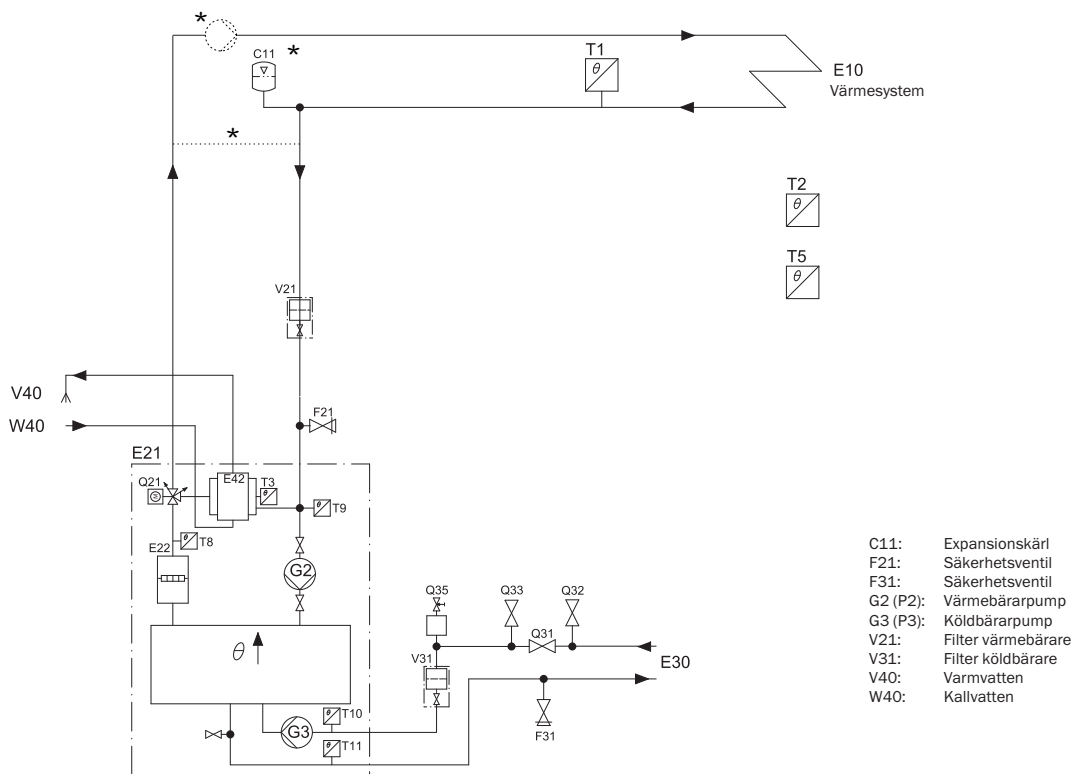 *
C11 *
T1
θ
E10
Värmesystem
*
T2
θ
T5
θ
V21
V40
F21
W40
E21
Q21
E42
T3
θ
θ
T9
E22
θ
T8
G2
θ
Q35
Q33
Q32
Q31
E30
V31
θ
T10
G3
F31
θ
T11
C11: Expansionskärl
F21: Säkerhetsventil
F31: Säkerhetsventil
G2 (P2): Värmebärarpump
G3 (P3): Köldbärarpump
V21: Filter värmebärare
V31: Filter köldbärare
V40: Varmvatten
W40: Kallvatten